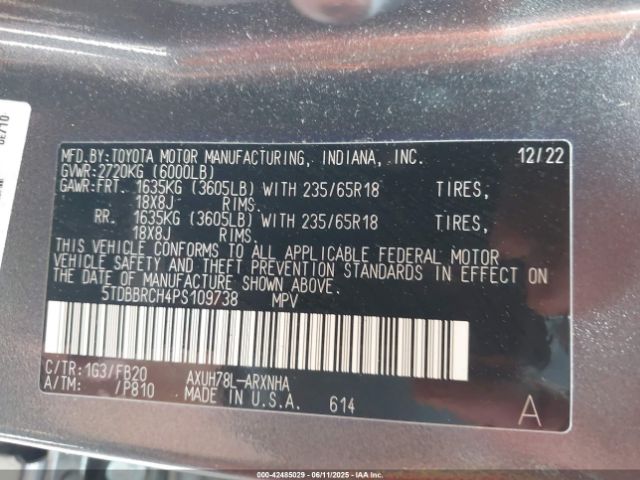 0E710
MFD.BY:TOYOTA MOTOR MANUFACTURING, INDIANA, INC. 12/22
GVWR:2720KG (6000LB)
GAWR:FRT. 1635KG (3605LB) WITH 235/65R18 TIRES,
18X8J RIMS.
RR. 1635KG (3605LB) WITH 235/65R18 TIRES,
18X8J RIMS.
THIS VEHICLE CONFORMS TO ALL APPLICABLE FEDERAL MOTOR
VEHICLE SAFETY AND THEFT PREVENTION STANDARDS IN EFFECT ON
THE DATE OF MANUFACTURE SHOWN ABOVE.
5TDBBRCH4PS109738 MPV
C/TR:1G3/FB20 AXUH78L-ARXNHA
A/TM: /P810 MADE IN U.S.A. 614 A
000-42485029 - 06/11/2025 - IAAI.COM